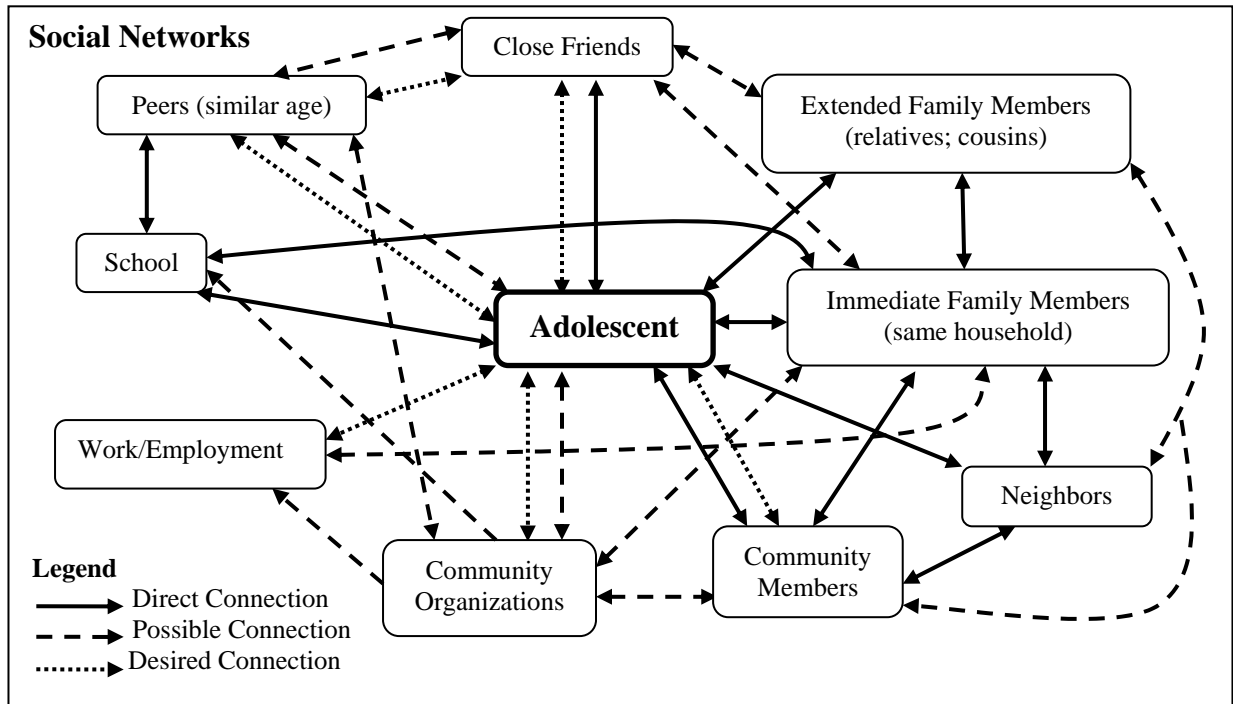 Social Networks
Close Friends
Peers (similar age)
Extended Family Members
(relatives; cousins)
School
Adolescent
Immediate Family Members
(same household)
Work/Employment
Neighbors
Community
Organizations
Community
Members
Legend
Direct Connection
Possible Connection
Desired Connection